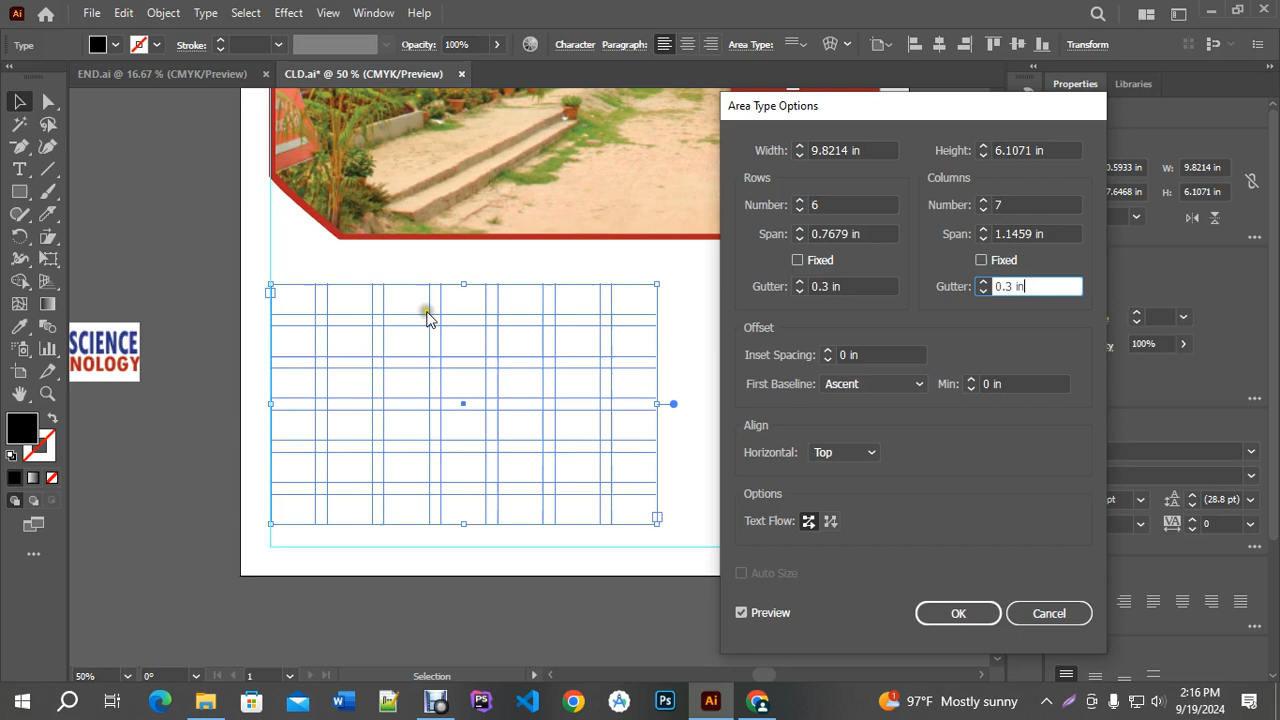 Ai
File Edit Object Type Select Effect View Window Help
Type
Stroke:
Opacity: 100%
Character Paragraph: Area Type: Transform
END.ai @ 16.67 % (CMYK/Preview)
CLD.ai* @ 50 % (CMYK/Preview)
Properties Libraries
Area Type Options
Width: 9.8214 in
Height: 6.1071 in
Rows
Columns
Number: 6
Number: 7
Span: 0.7679 in
Span: 1.1459 in
Fixed
Fixed
Gutter: 0.3 in
Gutter: 0.3 in
Offset
Inset Spacing: 0 in
First Baseline: Ascent
Min: 0 in
Align
Horizontal: Top
Options
Text Flow:
Auto Size
Preview
OK
Cancel
0.5933 in
W: 9.8214 in
7.6468 in
H: 6.1071 in
100%
pt
(28.8 pt)
0
SCIENCE
NOLOGY
50%
0°
1
Selection
97°F Mostly sunny
2:16 PM
9/19/2024